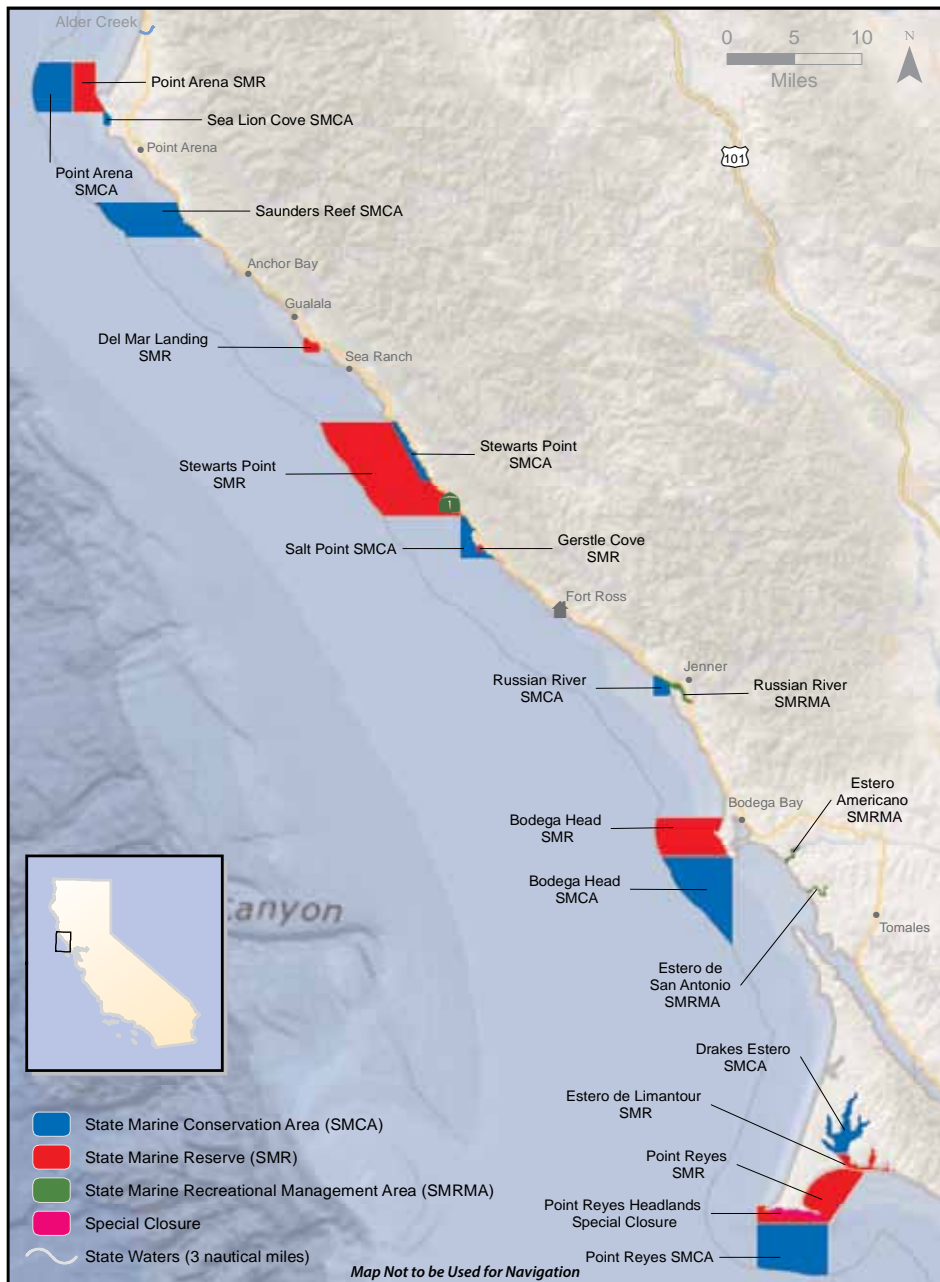 Alder Creek
0 5 10
Miles
N
Point Arena SMR
Sea Lion Cove SMCA
Point Arena
Point Arena
SMCA
101
Saunders Reef SMCA
Anchor Bay
Gualala
Del Mar Landing
SMR
Sea Ranch
Stewarts Point
SMCA
Stewarts Point
SMR
1
Salt Point SMCA
Gerstle Cove
SMR
Fort Ross
Jenner
Russian River
SMCA
Russian River
SMRMA
Estero
Americano
SMRMA
Bodega Bay
Bodega Head
SMR
Bodega Head
SMCA
anyon
Tomales
Estero de
San Antonio
SMRMA
Drakes Estero
SMCA
Estero de Limantour
SMR
Point Reyes
SMR
Point Reyes Headlands
Special Closure
Point Reyes SMCA
State Marine Conservation Area (SMCA)
State Marine Reserve (SMR)
State Marine Recreational Management Area (SMRMA)
Special Closure
State Waters (3 nautical miles)
Map Not to be Used for Navigation